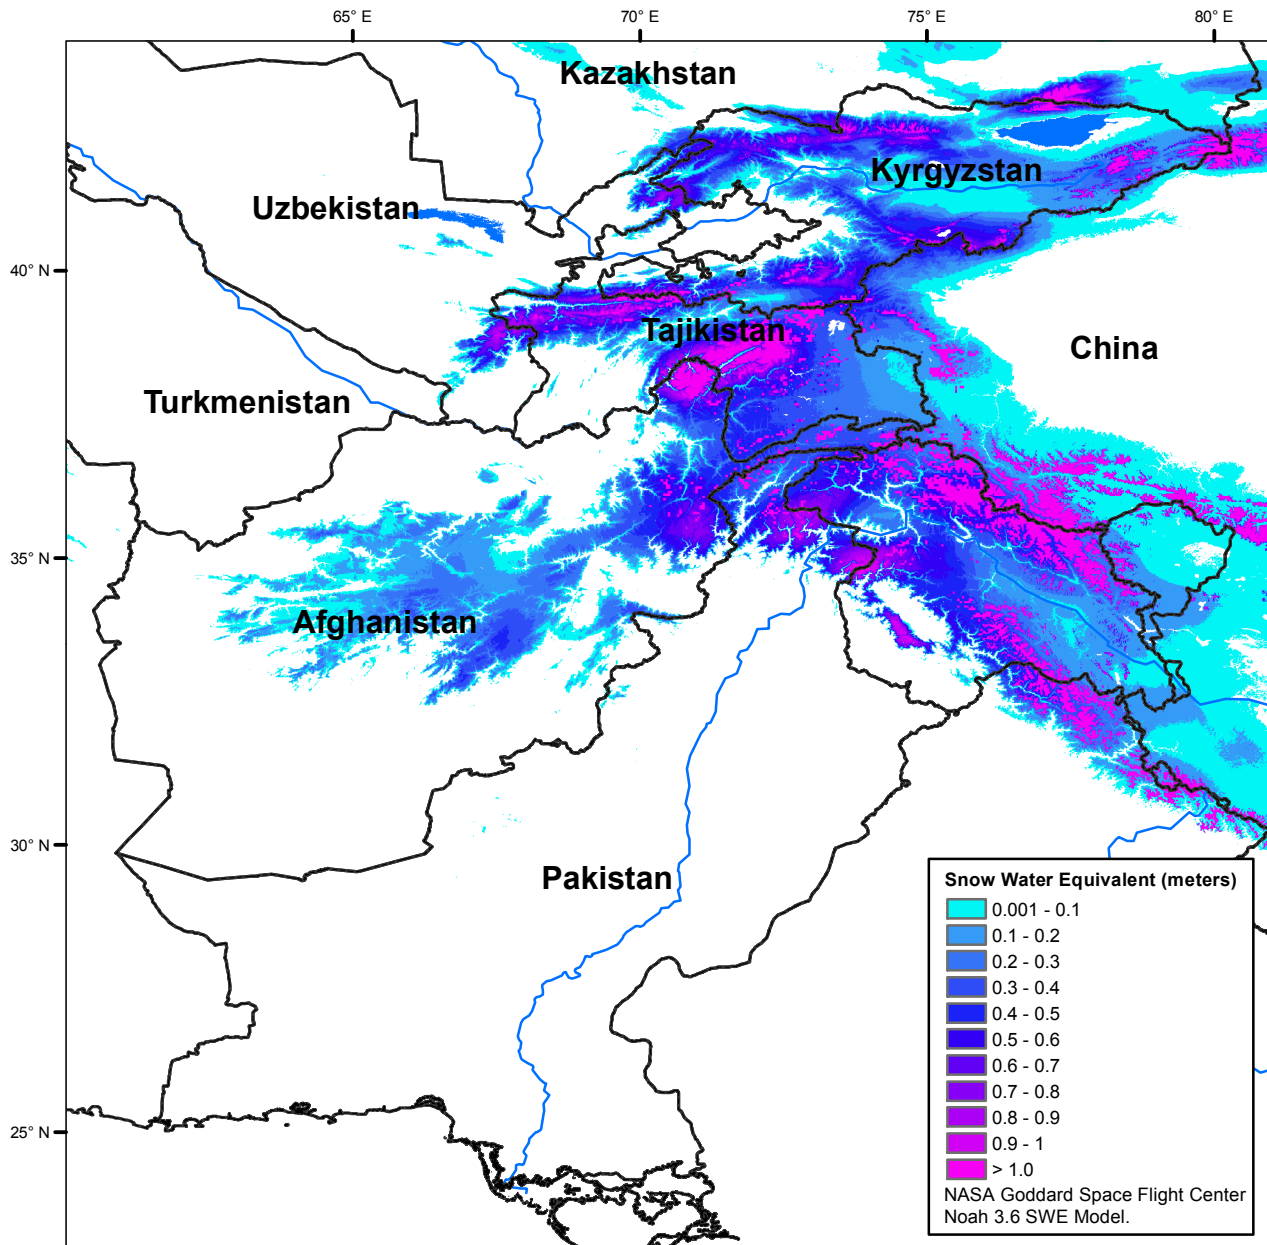 65° E
70° E
75° E
80° E
Kazakhstan
Kyrgyzstan
Uzbekistan
40° N
Tajikistan
China
Turkmenistan
35° N
Afghanistan
30° N
Pakistan
25° N
Snow Water Equivalent (meters)
0.001 - 0.1
0.1 - 0.2
0.2 - 0.3
0.3 - 0.4
0.4 - 0.5
0.5 - 0.6
0.6 - 0.7
0.7 - 0.8
0.8 - 0.9
0.9 - 1
> 1.0
NASA Goddard Space Flight Center
Noah 3.6 SWE Model.